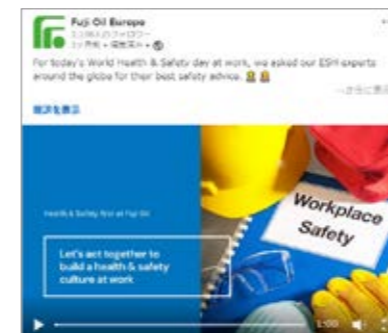 Fuji Oil Europe
For today's World Health & Safety day at work, we asked our ESH experts
around the globe for their best safety advice.
翻訳を表示
Health & Safety first at Fuji Oil
Workplace
Safety
Let's act together to
build a health & safety
culture at work
1:00